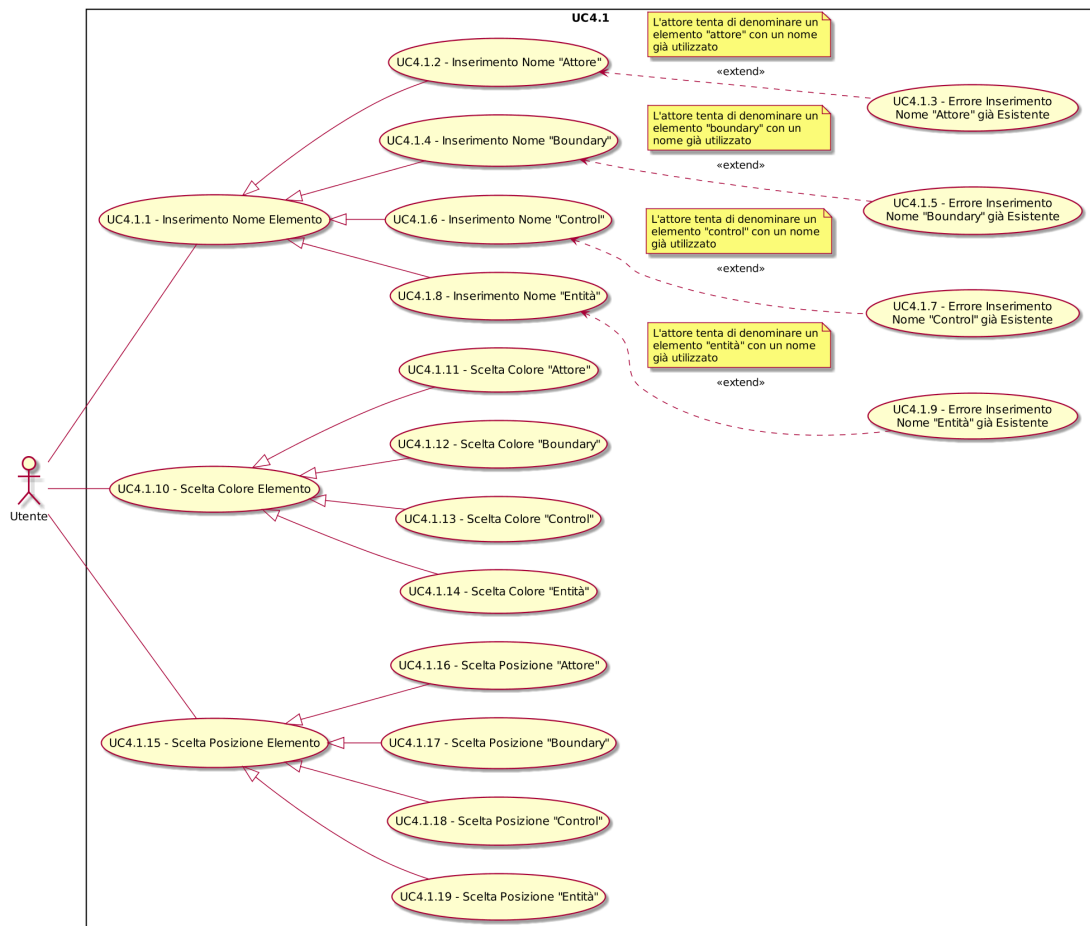 UC4.1
L'attore tenta di denominare un
elemento "attore" con un nome
già utilizzato
UC4.1.2 - Inserimento Nome "Attore"
«extend»
UC4.1.3 - Errore Inserimento
Nome "Attore" già Esistente
L'attore tenta di denominare un
elemento "boundary" con un
nome già utilizzato
UC4.1.4 - Inserimento Nome "Boundary"
«extend»
UC4.1.5 - Errore Inserimento
Nome "Boundary" già Esistente
UC4.1.1 - Inserimento Nome Elemento
UC4.1.6 - Inserimento Nome "Control"
L'attore tenta di denominare un
elemento "control" con un nome
già utilizzato
«extend»
UC4.1.7 - Errore Inserimento
Nome "Control" già Esistente
UC4.1.8 - Inserimento Nome "Entità"
L'attore tenta di denominare un
elemento "entità" con un nome
già utilizzato
«extend»
UC4.1.9 - Errore Inserimento
Nome "Entità" già Esistente
UC4.1.11 - Scelta Colore "Attore"
UC4.1.12 - Scelta Colore "Boundary"
UC4.1.10 - Scelta Colore Elemento
Utente
UC4.1.13 - Scelta Colore "Control"
UC4.1.14 - Scelta Colore "Entità"
UC4.1.16 - Scelta Posizione "Attore"
UC4.1.15 - Scelta Posizione Elemento
UC4.1.17 - Scelta Posizione "Boundary"
UC4.1.18 - Scelta Posizione "Control"
UC4.1.19 - Scelta Posizione "Entità"